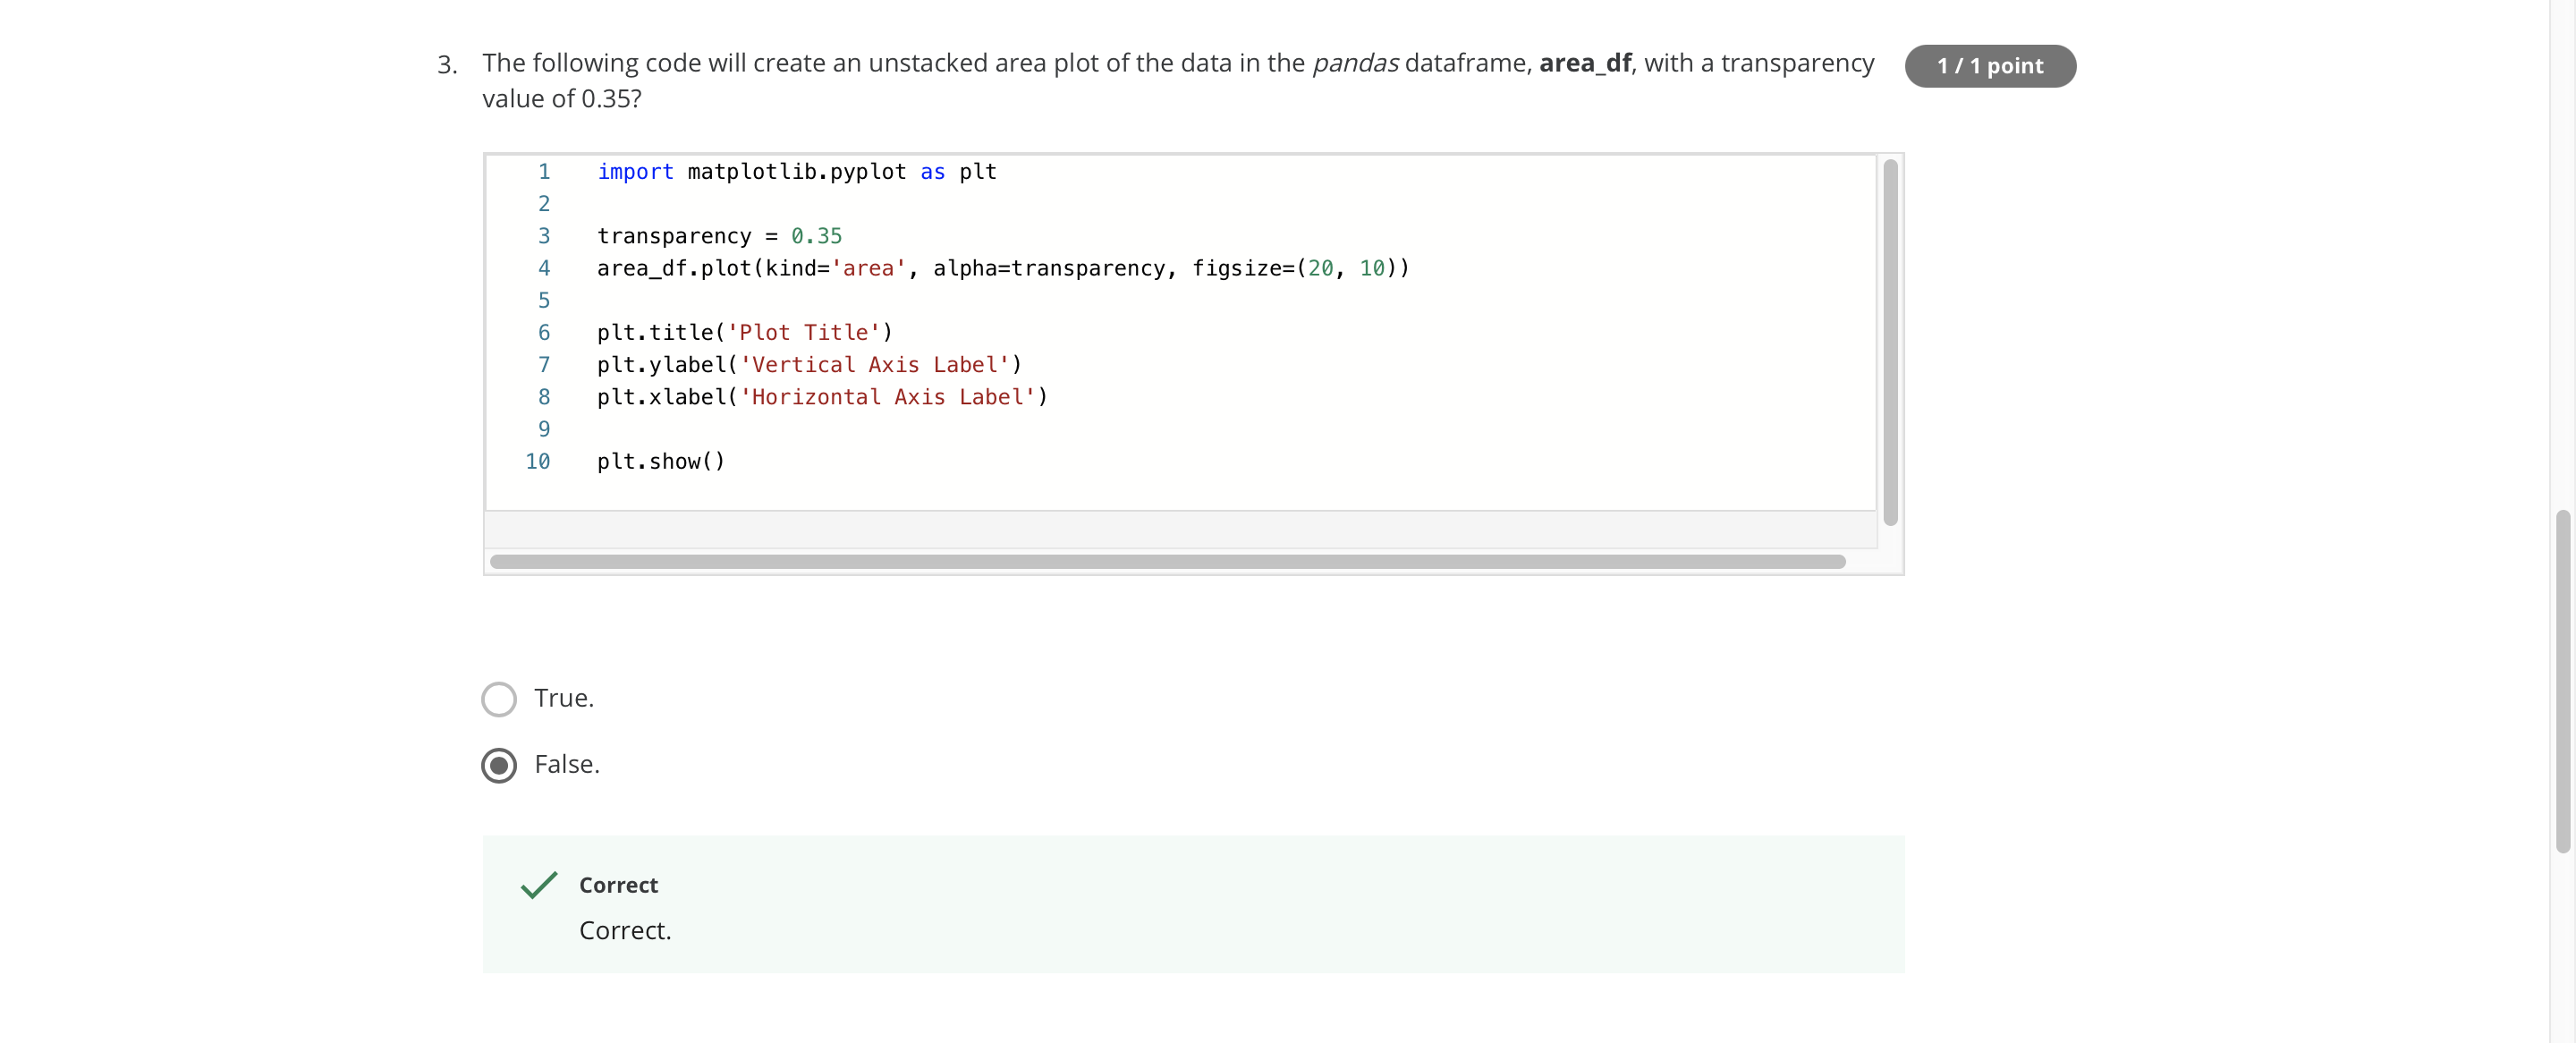 3. The following code will create an unstacked area plot of the data in the pandas dataframe, area_df, with a transparency
value of 0.35?
1 / 1 point
1 import matplotlib.pyplot as plt
2
3 transparency = 0.35
4 area_df.plot(kind='area', alpha=transparency, figsize=(20, 10))
5
6 plt.title('Plot Title')
7 plt.ylabel('Vertical Axis Label')
8 plt.xlabel('Horizontal Axis Label')
9
10 plt.show()
True.
False.
Correct
Correct.